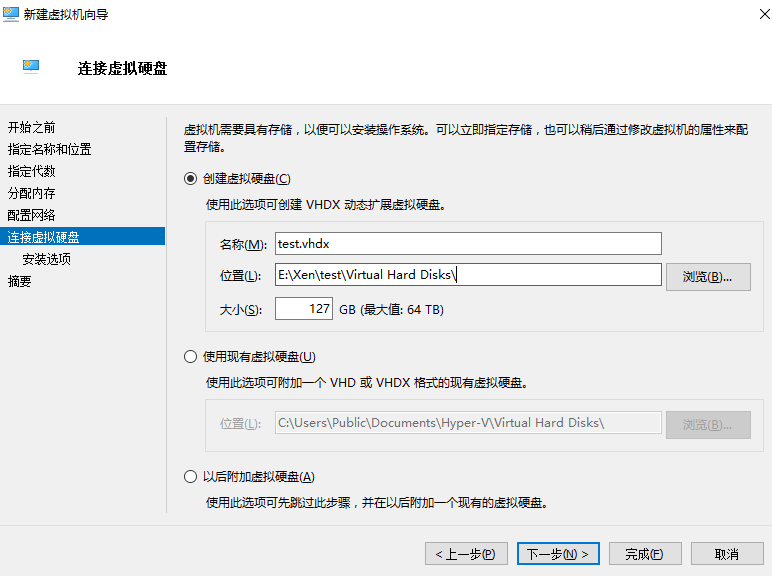 新建虚拟机向导
连接虚拟硬盘
开始之前
指定名称和位置
指定代数
分配内存
配置网络
连接虚拟硬盘
安装选项
摘要
虚拟机需要具有存储，以便可以安装操作系统。可以立即指定存储，也可以稍后通过修改虚拟机的属性来配
置存储。
创建虚拟硬盘(C)
使用此选项可创建 VHDX 动态扩展虚拟硬盘。
名称(M): test.vhdx
位置(L): E:\Xen\test\Virtual Hard Disks\ 浏览(B)...
大小(S): 127 GB (最大值: 64 TB)
使用现有虚拟硬盘(U)
使用此选项可附加一个 VHD 或 VHDX 格式的现有虚拟硬盘。
位置(L): C:\Users\Public\Documents\Hyper-V\Virtual Hard Disks\ 浏览(B)...
以后附加虚拟硬盘(A)
使用此选项可先跳过此步骤，并在以后附加一个现有的虚拟硬盘。
< 上一步(P) 下一步(N) > 完成(F) 取消